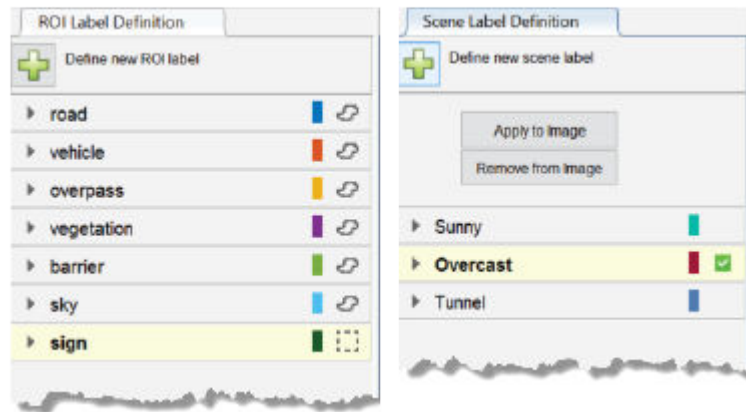 ROI Label Definition
Define new ROI label
road
vehicle
overpass
vegetation
barrier
sky
sign
Scene Label Definition
Define new scene label
Apply to Image
Remove from Image
Sunny
Overcast
Tunnel